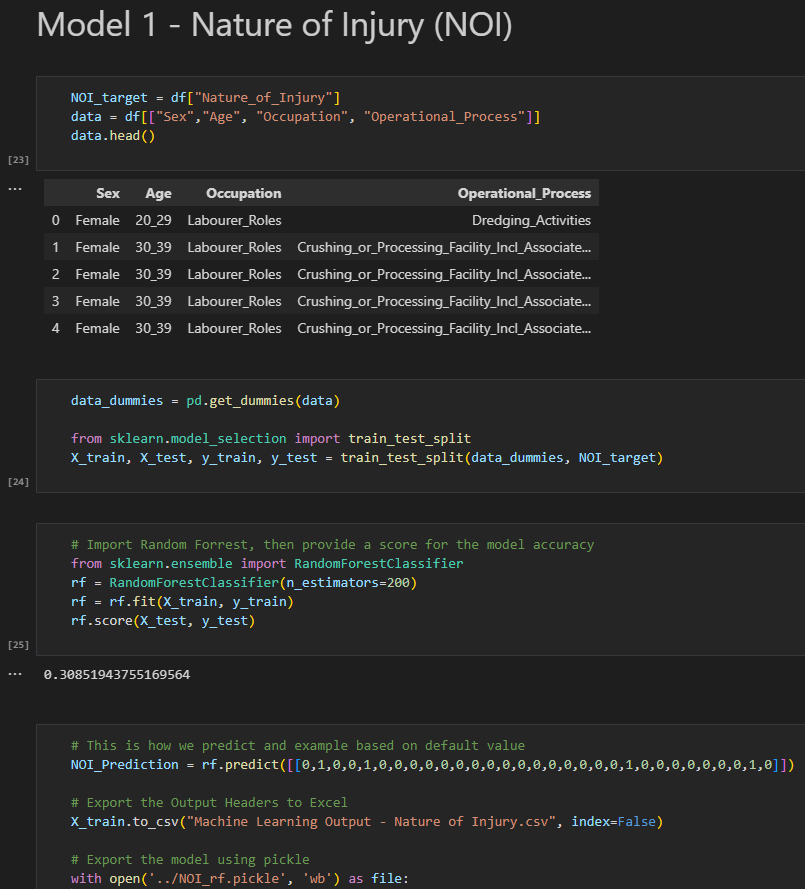 Model 1 - Nature of Injury (NOI)
NOI_target = df["Nature_of_Injury"]
data = df[["Sex","Age", "Occupation", "Operational_Process"]]
data.head()
[23]
...
Sex Age Occupation Operational_Process
0 Female 20_29 Labourer_Roles Dredging_Activities
1 Female 30_39 Labourer_Roles Crushing_or_Processing_Facility_Incl_Associate...
2 Female 30_39 Labourer_Roles Crushing_or_Processing_Facility_Incl_Associate...
3 Female 30_39 Labourer_Roles Crushing_or_Processing_Facility_Incl_Associate...
4 Female 30_39 Labourer_Roles Crushing_or_Processing_Facility_Incl_Associate...
data_dummies = pd.get_dummies(data)
from sklearn.model_selection import train_test_split
X_train, X_test, y_train, y_test = train_test_split(data_dummies, NOI_target)
[24]
# Import Random Forrest, then provide a score for the model accuracy
from sklearn.ensemble import RandomForestClassifier
rf = RandomForestClassifier(n_estimators=200)
rf = rf.fit(X_train, y_train)
rf.score(X_test, y_test)
[25]
...
0.30851943755169564
# This is how we predict and example based on default value
NOI_Prediction = rf.predict([[0,1,0,0,1,0,0,0,0,0,0,0,0,0,0,0,0,0,0,0,0,1,0,0,0,0,0,0,0,1,0]])
# Export the Output Headers to Excel
X_train.to_csv("Machine Learning Output - Nature of Injury.csv", index=False)
# Export the model using pickle
with open('../NOI_rf.pickle', 'wb') as file: